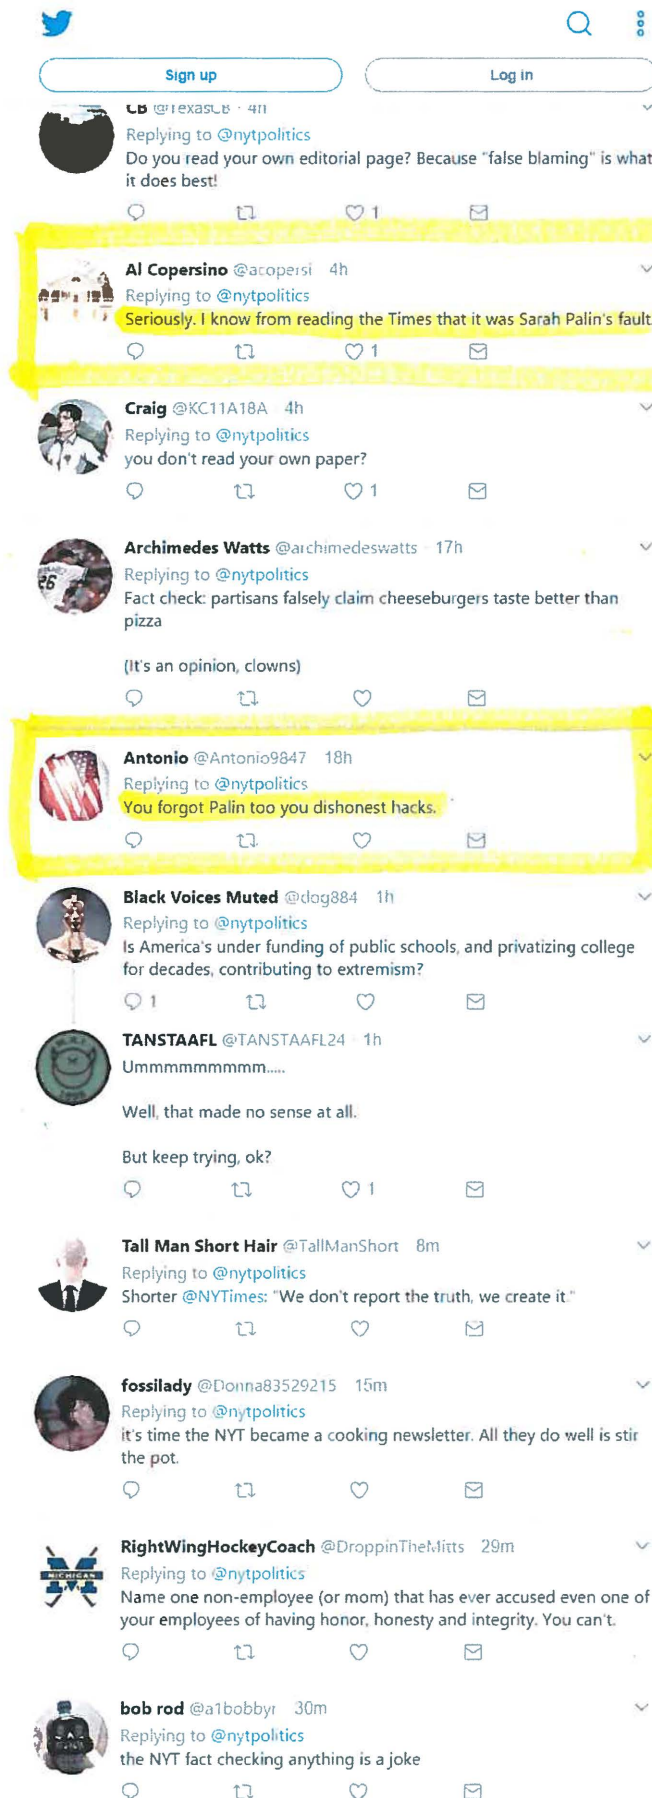 Sign up
Log in
CB @TexasCB · 4h
Replying to @nytpolitics
Do you read your own editorial page? Because "false blaming" is what
it does best!
1
Al Copersino @acopersi 4h
Replying to @nytpolitics
Seriously. I know from reading the Times that it was Sarah Palin's fault
1
Craig @KC11A18A 4h
Replying to @nytpolitics
you don't read your own paper?
1
Archimedes Watts @archimedeswatts 17h
Replying to @nytpolitics
Fact check: partisans falsely claim cheeseburgers taste better than
pizza
(It's an opinion, clowns)
Antonio @Antonio9847 18h
Replying to @nytpolitics
You forgot Palin too you dishonest hacks.
Black Voices Muted @dog884 1h
Replying to @nytpolitics
Is America's under funding of public schools, and privatizing college
for decades, contributing to extremism?
1
TANSTAAFL @TANSTAAFL24 1h
Ummmmmmmmm.....
Well, that made no sense at all.
But keep trying, ok?
1
Tall Man Short Hair @TallManShort 8m
Replying to @nytpolitics
Shorter @NYTimes: "We don't report the truth, we create it."
fossilady @Donna83529215 15m
Replying to @nytpolitics
it's time the NYT became a cooking newsletter. All they do well is stir
the pot.
MICHIGAN
RightWingHockeyCoach @DroppinTheMitts 29m
Replying to @nytpolitics
Name one non-employee (or mom) that has ever accused even one of
your employees of having honor, honesty and integrity. You can't.
bob rod @a1bobbyr 30m
Replying to @nytpolitics
the NYT fact checking anything is a joke